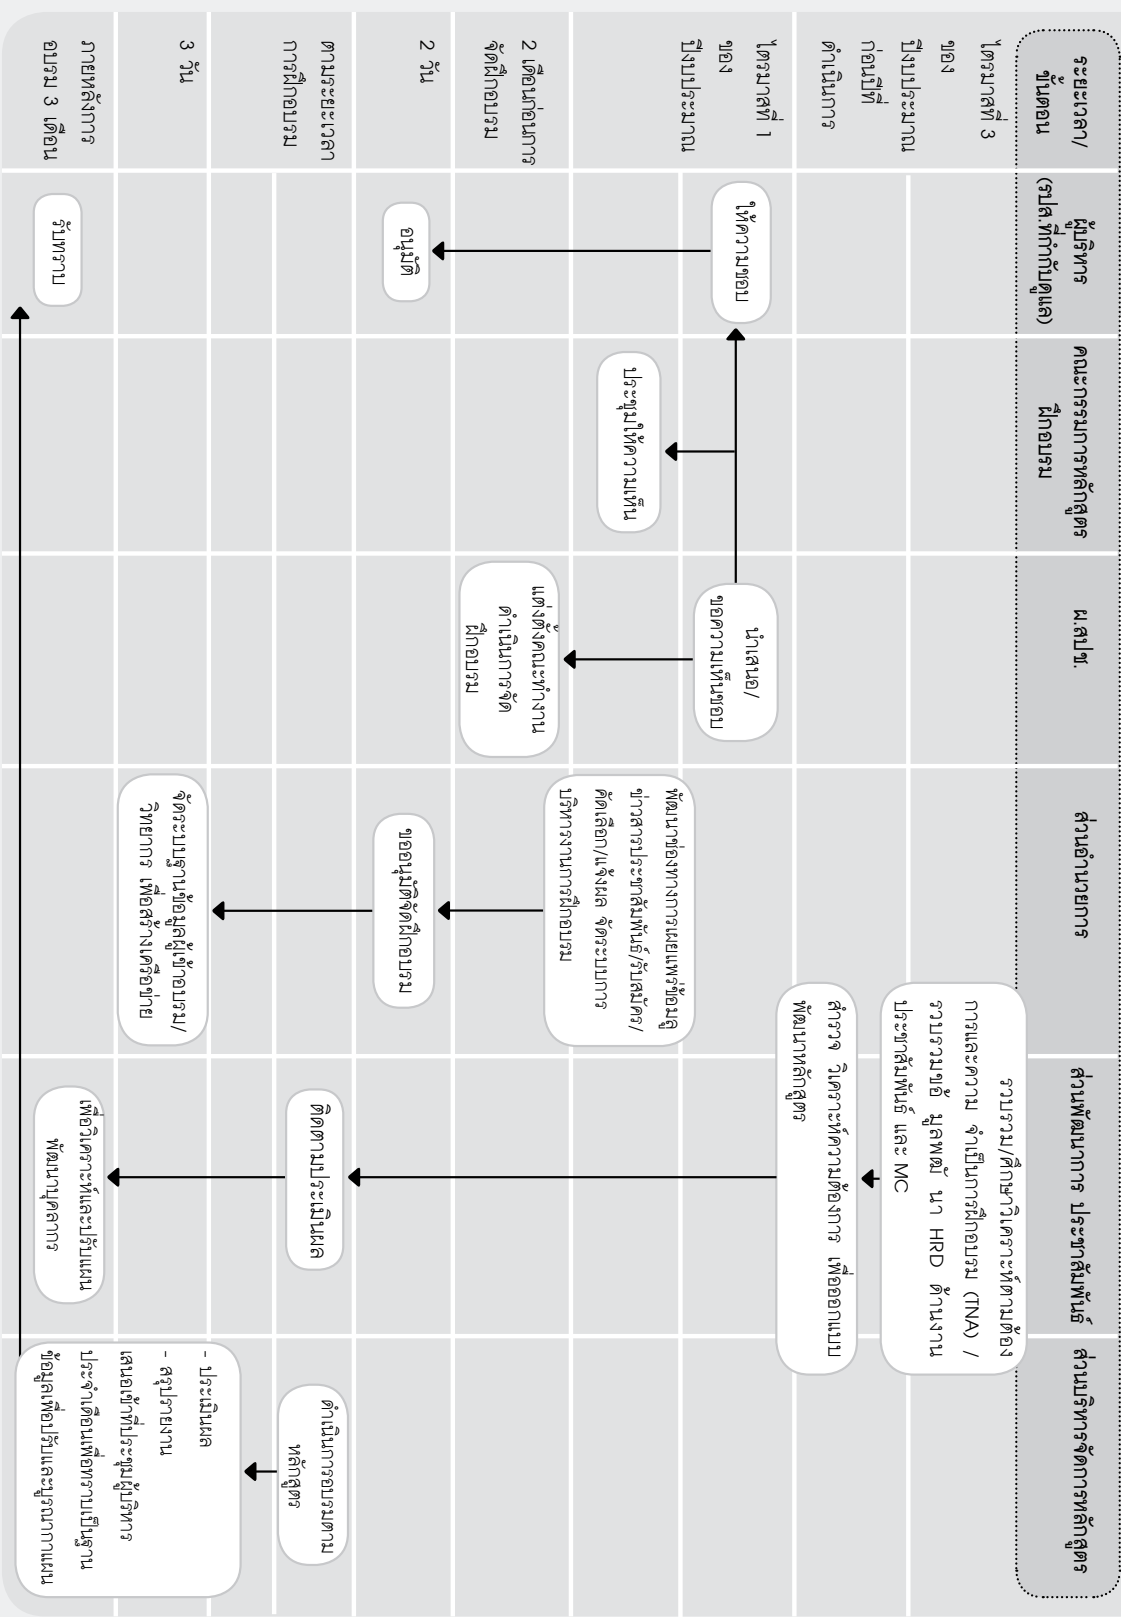 ระยะเวลา/
ขั้นตอน
ผู้บริหาร
(รปส.ที่กำกับดูแล)
คณะกรรมการหลักสูตร
ฝึกอบรม
ผ.สปช.
ส่วนอำนวยการ
ส่วนพัฒนาการ ประชาสัมพันธ์
ส่วนบริหารจัดการหลักสูตร
ไตรมาสที่ 3
ของ
ปีงบประมาณ
ก่อนปีที่
ดำเนินการ
รวบรวม/ศึกษาวิเคราะห์ตามต้อง
การและความ จำเป็นการฝึกอบรม (TNA) /
รวบรวมข้อ มูลพัฒ นา HRD ด้านงาน
ประชาสัมพันธ์ และ MC
สำรวจ วิเคราะห์ความต้องการ เพื่อออกแบบ
พัฒนาหลักสูตร
ไตรมาสที่ 1
ของ
ปีงบประมาณ
ให้ความชอบ
นำเสนอ/
ขอความเห็นชอบ
ประชุมให้ความเห็น
พัฒนาช่องทางการเผยแพร่ข้อมูล
ข่าวสารประชาสัมพันธ์/รับสมัคร/
คัดเลือก/แจ้งผล จัดระบบการ
บริหารงานการฝึกอบรม
2 เดือนก่อนการ
จัดฝึกอบรม
แต่งตั้งคณะทำงาน
ดำเนินการจัด
ฝึกอบรม
2 วัน
อนุมัติ
ขออนุมัติจัดฝึกอบรม
ตามระยะเวลา
การฝึกอบรม
ติดตามประเมินผล
ดำเนินการอบรมตาม
หลักสูตร
3 วัน
จัดระบบฐานข้อมูลผู้เข้าอบรม/
วิทยากร เพื่อสร้างเครือข่าย
- ประเมินผล
- สรุปรายงาน
เสนอเข้าที่ประชุมผู้บริหาร
ประจำเดือนเพื่อทราบเป็นฐาน
ข้อมูลเพื่อปรับและบูรณาาแผน
ภายหลังการ
อบรม 3 เดือน
รับทราบ
เพื่อวิเคราะห์และปรับแผน
พัฒนาบุคลากร